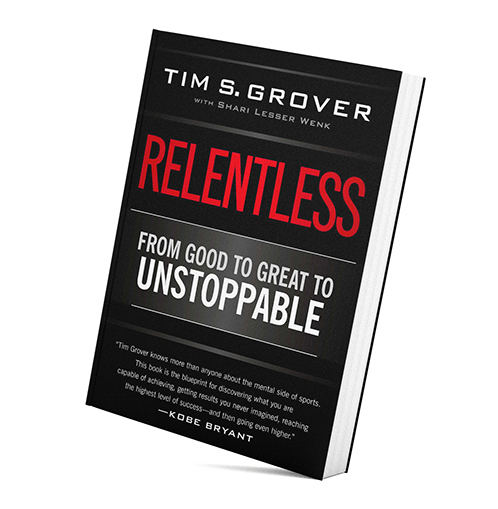 TIM S. GROVER
WITH SHARI LESSER WENK
RELENTLESS
FROM GOOD TO GREAT TO
UNSTOPPABLE
"Tim Grover knows more than anyone about the mental side of sports.
This book is the blueprint for discovering what you are
capable of achieving, getting results you never imagined, reaching
the highest level of success—and then going even higher."
—KOBE BRYANT